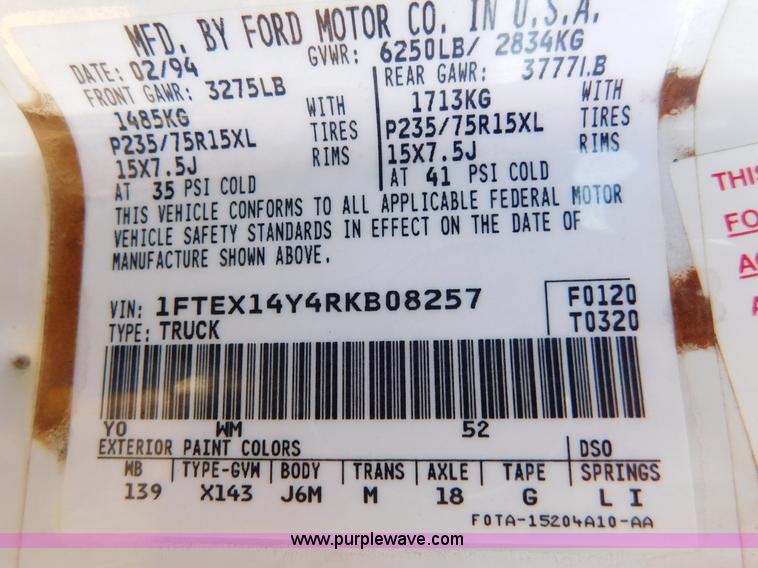 MFD. BY FORD MOTOR CO. IN U.S.A.
DATE: 02/94 GVWR: 6250LB/ 2834KG
FRONT GAWR: 3275LB REAR GAWR: 3777LB
1485KG WITH 1713KG WITH
P235/75R15XL TIRES P235/75R15XL TIRES
15X7.5J RIMS 15X7.5J RIMS
AT 35 PSI COLD AT 41 PSI COLD
THIS VEHICLE CONFORMS TO ALL APPLICABLE FEDERAL MOTOR
VEHICLE SAFETY STANDARDS IN EFFECT ON THE DATE OF
MANUFACTURE SHOWN ABOVE.
VIN: 1FTEX14Y4RKB08257 F0120
TYPE: TRUCK T0320
YO WM 52
EXTERIOR PAINT COLORS DSO
WB TYPE-GVW BODY TRANS AXLE TAPE SPRINGS
139 X143 J6M M 18 G L I
F0TA-15204A10-AA
THIS
FO
AC
www.purplewave.com